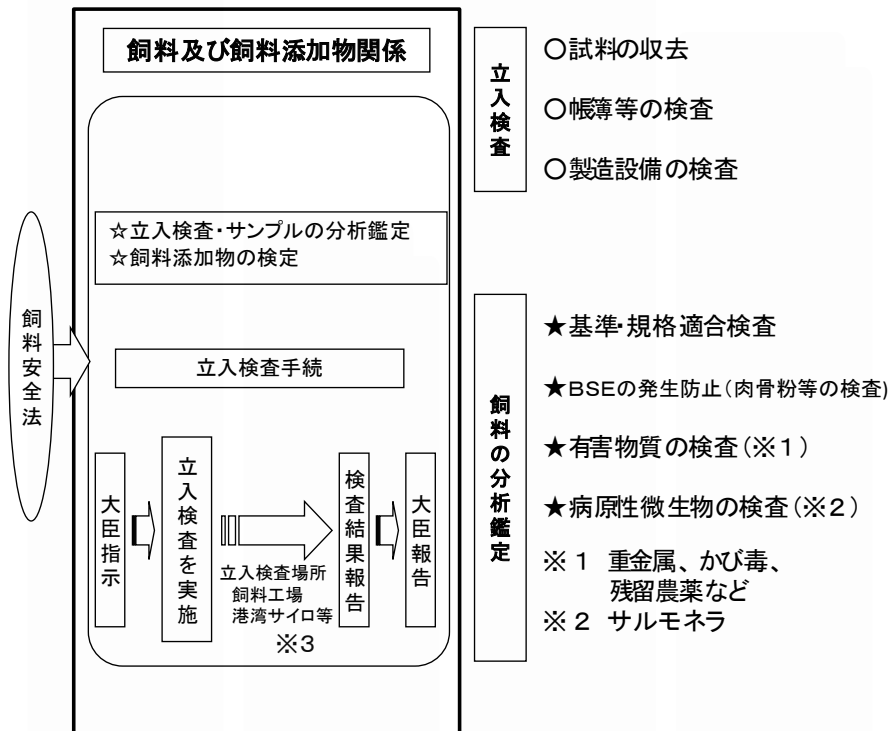 飼料及び飼料添加物関係
飼料安全法
☆立入検査・サンプルの分析鑑定
☆飼料添加物の検定
立入検査手続
大臣指示
立入検査を実施
立入検査場所
飼料工場
港湾サイロ等
※3
検査結果報告
大臣報告
立入検査
○試料の収去
○帳簿等の検査
○製造設備の検査
飼料の分析鑑定
★基準・規格適合検査
★BSEの発生防止(肉骨粉等の検査)
★有害物質の検査(※1)
★病原性微生物の検査(※2)
※1 重金属、かび毒、
残留農薬など
※2 サルモネラ